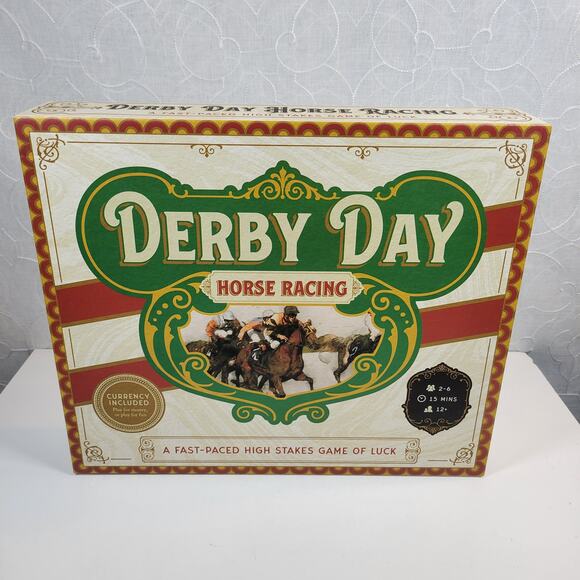 DERBY DAY HORSE RACING
A FAST-PACED HIGH STAKES GAME OF LUCK
DERBY DAY
HORSE RACING
CURRENCY
INCLUDED
Play for money,
or play for fun
2-6
15 MINS
12+
A FAST-PACED HIGH STAKES GAME OF LUCK